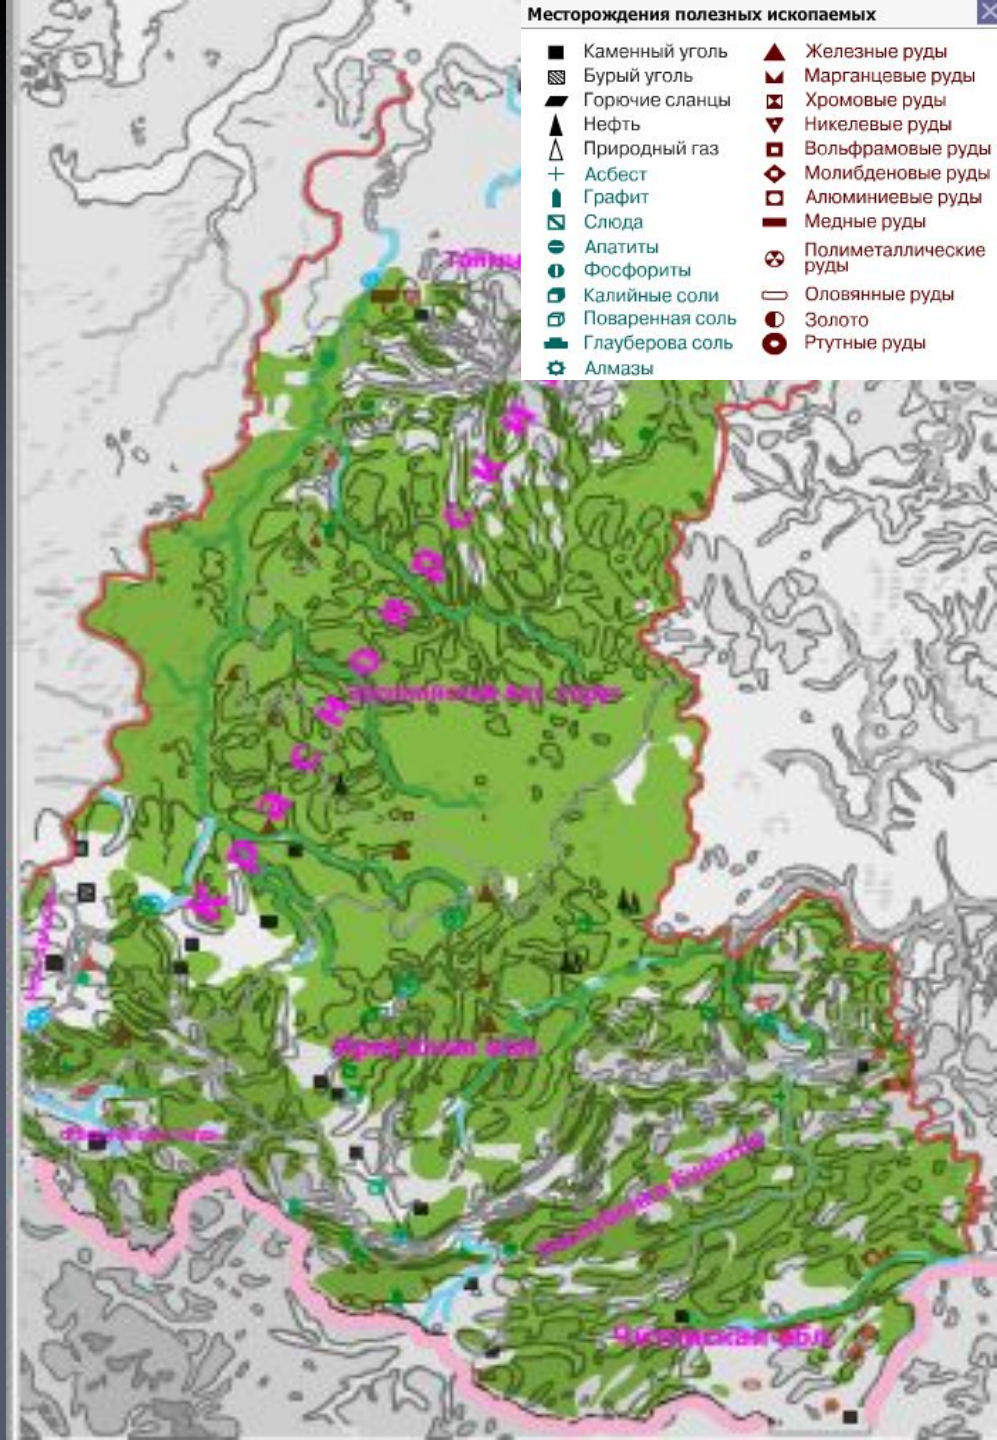 Месторождения полезных ископаемых
Каменный уголь
Бурый уголь
Горючие сланцы
Нефть
Природный газ
Асбест
Графит
Слюда
Апатиты
Фосфориты
Калийные соли
Поваренная соль
Глауберова соль
Алмазы
Железные руды
Марганцевые руды
Хромовые руды
Никелевые руды
Вольфрамовые руды
Молибденовые руды
Алюминиевые руды
Медные руды
Полиметаллические
руды
Оловянные руды
Золото
Ртутные руды
Читинская обл.